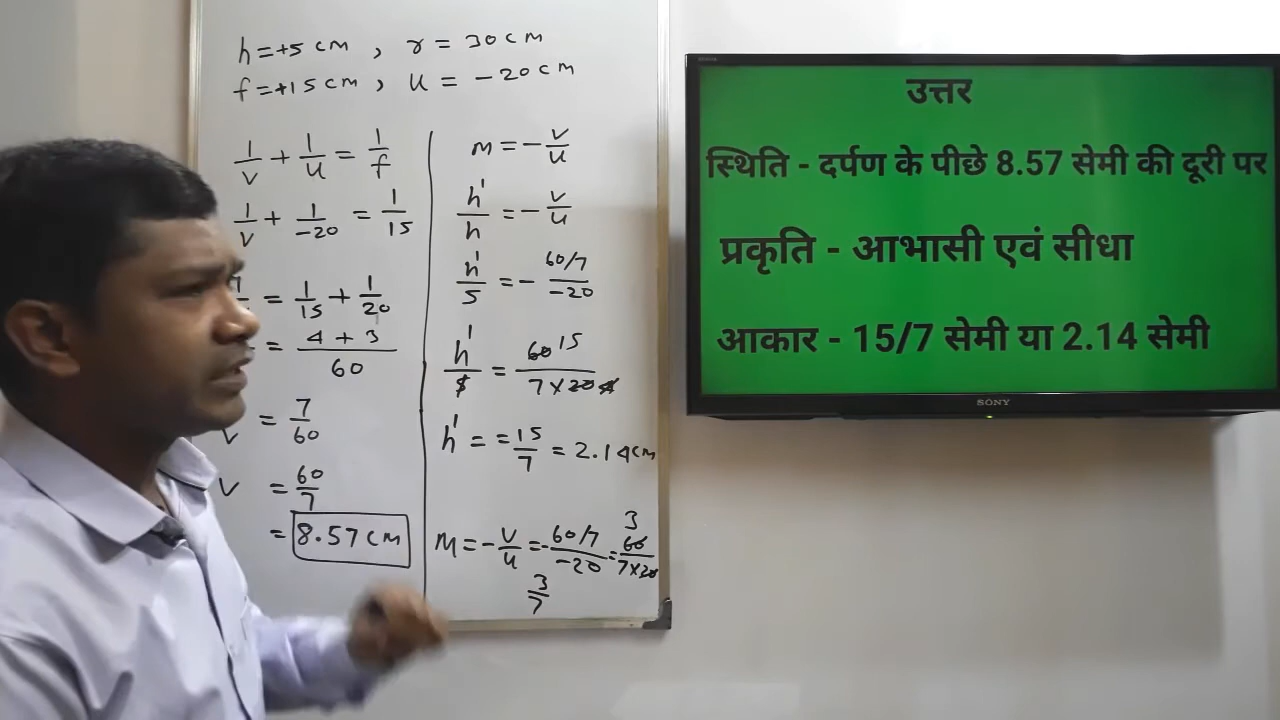 h = +5 cm , r = 30 cm
f = +15 cm , u = -20 cm
1/v + 1/u = 1/f
1/v + 1/-20 = 1/15
= 1/15 + 1/20
= 4 + 3/60
v = 7/60
v = 60/7
= 8.57 cm
m = - v/u
h'/h = - v/u
h'/5 = - 60/7/-20
h'/5 = 60 15/7 × 20 4
h' = = 15/7 = 2.14 cm
M = - v/u = - 60/7/-20 = 3 60/7 × 20
3/7
उत्तर
स्थिति - दर्पण के पीछे 8.57 सेमी की दूरी पर
प्रकृति - आभासी एवं सीधा
आकार - 15/7 सेमी या 2.14 सेमी
SONY